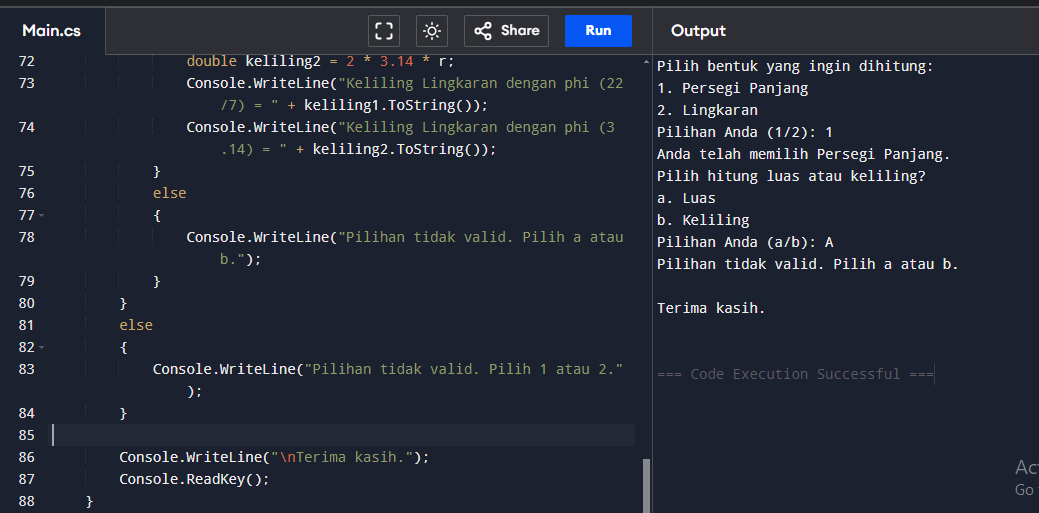 Main.cs
Share
Run
Output
72 double keliling2 = 2 * 3.14 * r;
73 Console.WriteLine("Keliling Lingkaran dengan phi (22
/7) = " + keliling1.ToString());
74 Console.WriteLine("Keliling Lingkaran dengan phi (3
.14) = " + keliling2.ToString());
75 }
76 else
77 {
78 Console.WriteLine("Pilihan tidak valid. Pilih a atau
b.");
79 }
80 }
81 else
82 {
83 Console.WriteLine("Pilihan tidak valid. Pilih 1 atau 2."
);
84 }
85
86 Console.WriteLine("\nTerima kasih.");
87 Console.ReadKey();
88 }
Pilih bentuk yang ingin dihitung:
1. Persegi Panjang
2. Lingkaran
Pilihan Anda (1/2): 1
Anda telah memilih Persegi Panjang.
Pilih hitung luas atau keliling?
a. Luas
b. Keliling
Pilihan Anda (a/b): A
Pilihan tidak valid. Pilih a atau b.
Terima kasih.
=== Code Execution Successful ===
Go